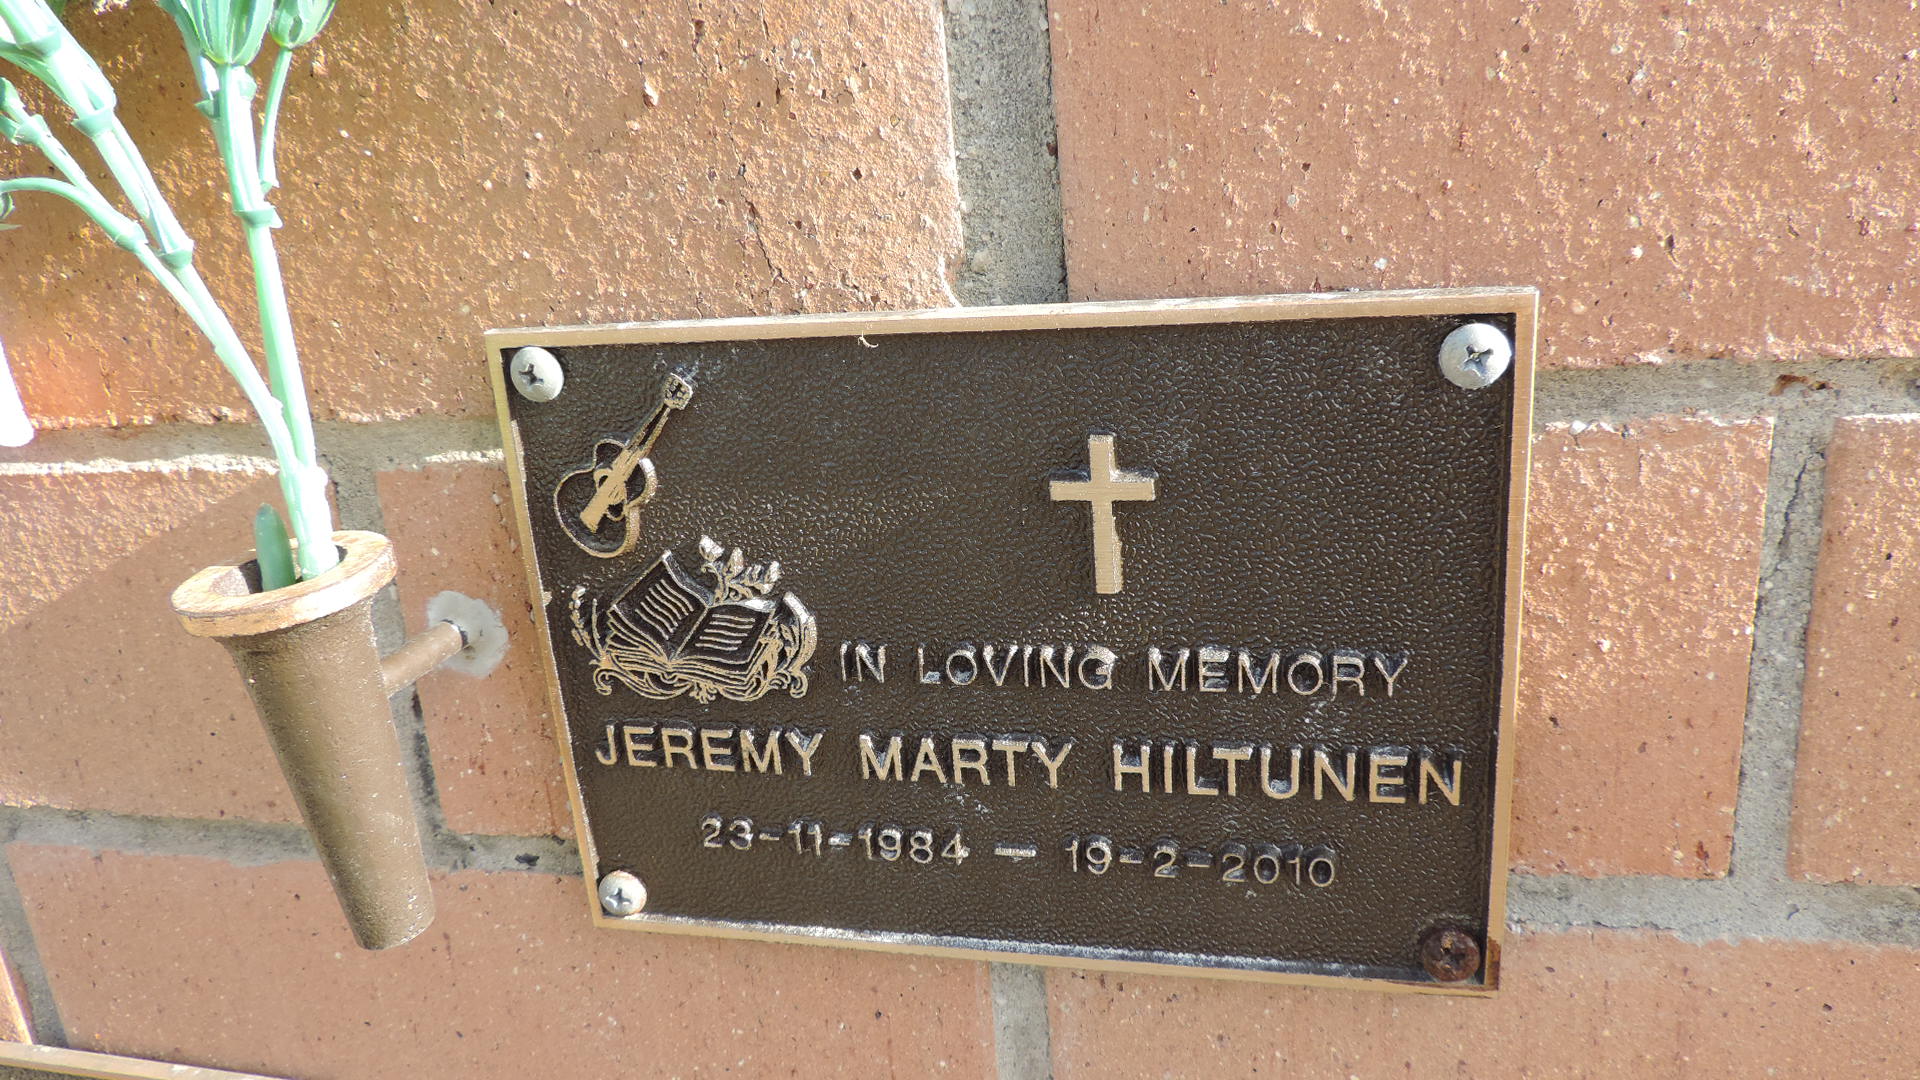 IN LOVING MEMORY
JEREMY MARTY HILTUNEN
23-11-1984 — 19-2-2010